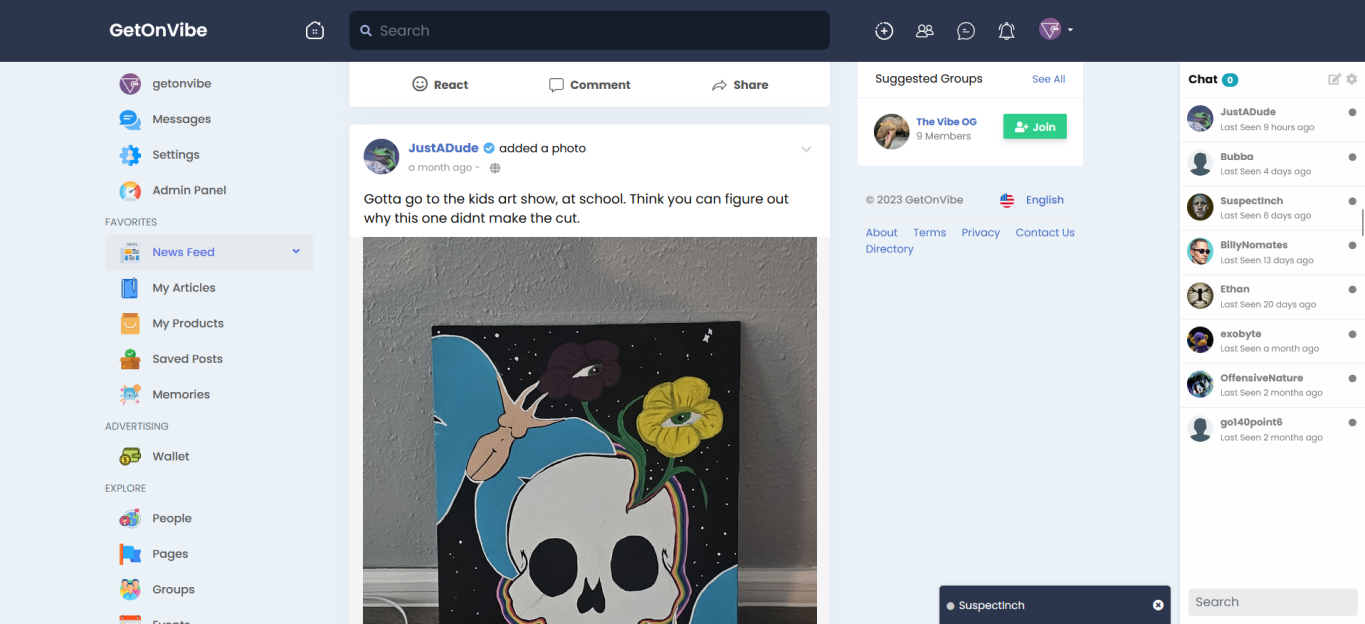 GetOnVibe
Search
getonvibe
Messages
Settings
Admin Panel
FAVORITES
News Feed
My Articles
My Products
Saved Posts
Memories
ADVERTISING
Wallet
EXPLORE
People
Pages
Groups
Events
React
Comment
Share
JustADude added a photo
a month ago -
Gotta go to the kids art show, at school. Think you can figure out
why this one didnt make the cut.
Suggested Groups
See All
The Vibe OG
9 Members
Join
© 2023 GetOnVibe
English
About Terms Privacy Contact Us
Directory
Chat 0
JustADude
Last Seen 9 hours ago
Bubba
Last Seen 4 days ago
SuspectInch
Last Seen 6 days ago
BillyNomates
Last Seen 13 days ago
Ethan
Last Seen 20 days ago
exobyte
Last Seen a month ago
OffensiveNature
Last Seen 2 months ago
go140point6
Last Seen 2 months ago
SuspectInch
Search